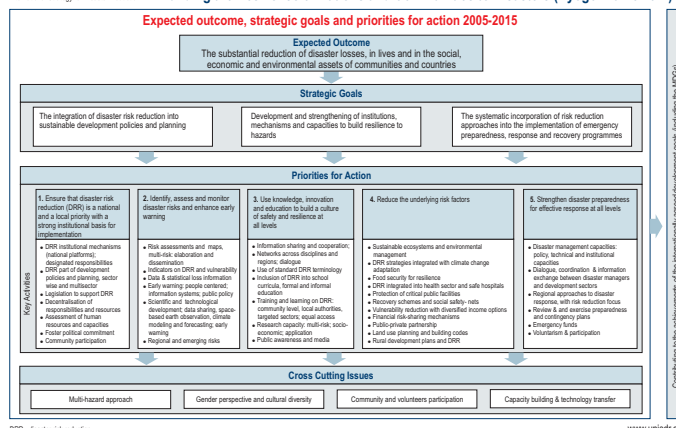 Expected outcome, strategic goals and priorities for action 2005-2015
Expected Outcome
The substantial reduction of disaster losses, in lives and in the social,
economic and environmental assets of communities and countries
Strategic Goals
The integration of disaster risk reduction into
sustainable development policies and planning
Development and strengthening of institutions,
mechanisms and capacities to build resilience to
hazards
The systematic incorporation of risk reduction
approaches into the implementation of emergency
preparedness, response and recovery programmes
Priorities for Action
Key Activities
1. Ensure that disaster risk
reduction (DRR) is a national
and a local priority with a
strong institutional basis for
implementation
● DRR institutional mechanisms
(national platforms);
designated responsibilities
● DRR part of development
policies and planning, sector
wise and multisector
● Legislation to support DRR
● Decentralisation of
responsibilities and resources
● Assessment of human
resources and capacities
● Foster political commitment
● Community participation
2. Identify, assess and monitor
disaster risks and enhance early
warning
● Risk assessments and maps,
multi-risk: elaboration and
dissemination
● Indicators on DRR and vulnerability
● Data & statistical loss information
● Early warning: people centered;
information systems; public policy
● Scientific and technological
development; data sharing, space-
based earth observation, climate
modeling and forecasting; early
warning
● Regional and emerging risks
3. Use knowledge, innovation
and education to build a culture
of safety and resilience at
all levels
● Information sharing and cooperation;
● Networks across disciplines and
regions; dialogue
● Use of standard DRR terminology
● Inclusion of DRR into school
curricula, formal and informal
education
● Training and learning on DRR:
community level, local authorities,
targeted sectors; equal access
● Research capacity: multi-risk; socio-
economic; application
● Public awareness and media
4. Reduce the underlying risk factors
● Sustainable ecosystems and environmental
management
● DRR strategies integrated with climate change
adaptation
● Food security for resilience
● DRR integrated into health sector and safe hospitals
● Protection of critical public facilities
● Recovery schemes and social safety- nets
● Vulnerability reduction with diversified income options
● Financial risk-sharing mechanisms
● Public-private partnership
● Land use planning and building codes
● Rural development plans and DRR
5. Strengthen disaster preparedness
for effective response at all levels
● Disaster management capacities:
policy, technical and institutional
capacities
● Dialogue, coordination & information
exchange between disaster managers
and development sectors
● Regional approaches to disaster
response, with risk reduction focus
● Review & and exercise preparedness
and contingency plans
● Emergency funds
● Voluntarism & participation
Cross Cutting Issues
Multi-hazard approach
Gender perspective and cultural diversity
Community and volunteers participation
Capacity building & technology transfer